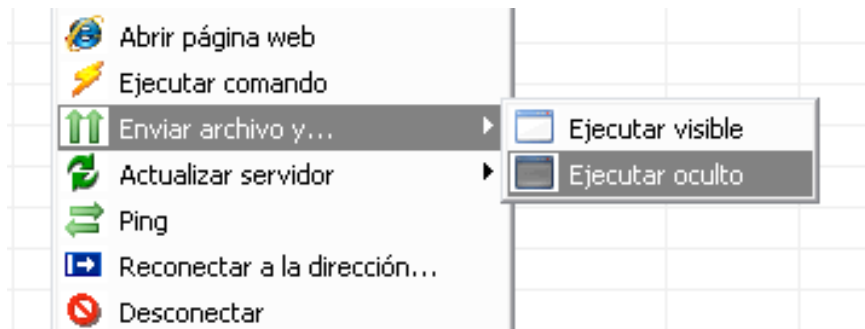 Abrir página web
Ejecutar comando
Enviar archivo y...
Ejecutar visible
Actualizar servidor
Ejecutar oculto
Ping
Reconectar a la dirección...
Desconectar